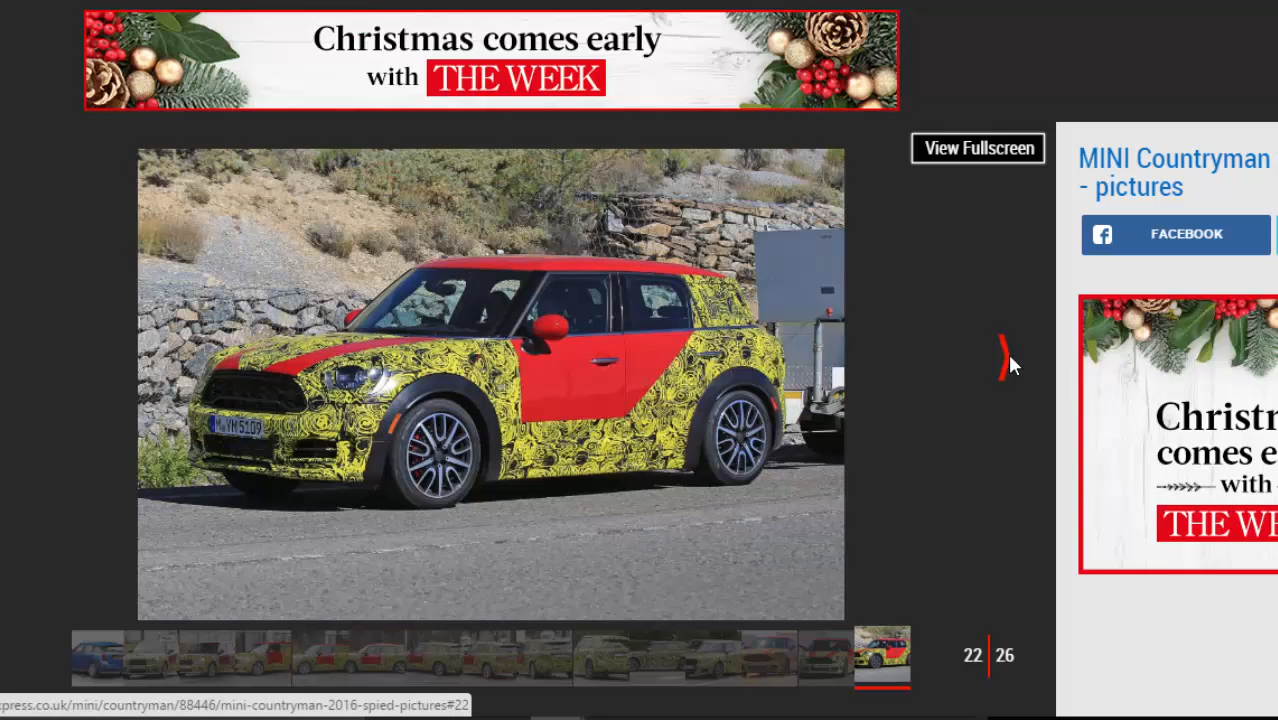 Christmas comes early
with THE WEEK
View Fullscreen
MINI Countryman
- pictures
FACEBOOK
M YM 5109
Christm
comes e
with
THE WE
22 26
xpress.co.uk/mini/countryman/88446/mini-countryman-2016-spied-pictures#22